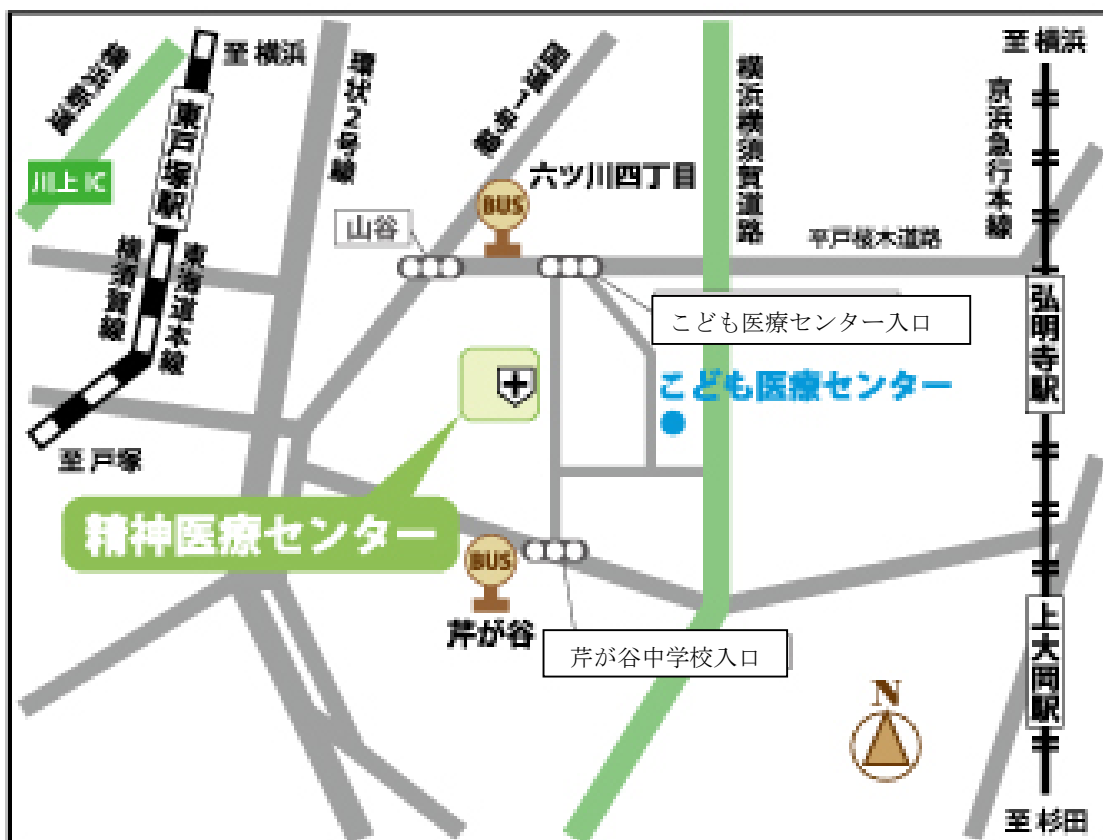 至 横浜
至 横浜
横浜新道
環状2号線
国道1号線
横浜横須賀道路
京浜急行本線
東戸塚駅
川上 IC
BUS
六ツ川四丁目
山谷
平戸桜木道路
東海道本線
横須賀線
こども医療センター入口
弘明寺駅
こども医療センター
至 戸塚
精神医療センター
BUS
芹が谷
芹が谷中学校入口
上大岡駅
N
至 杉田